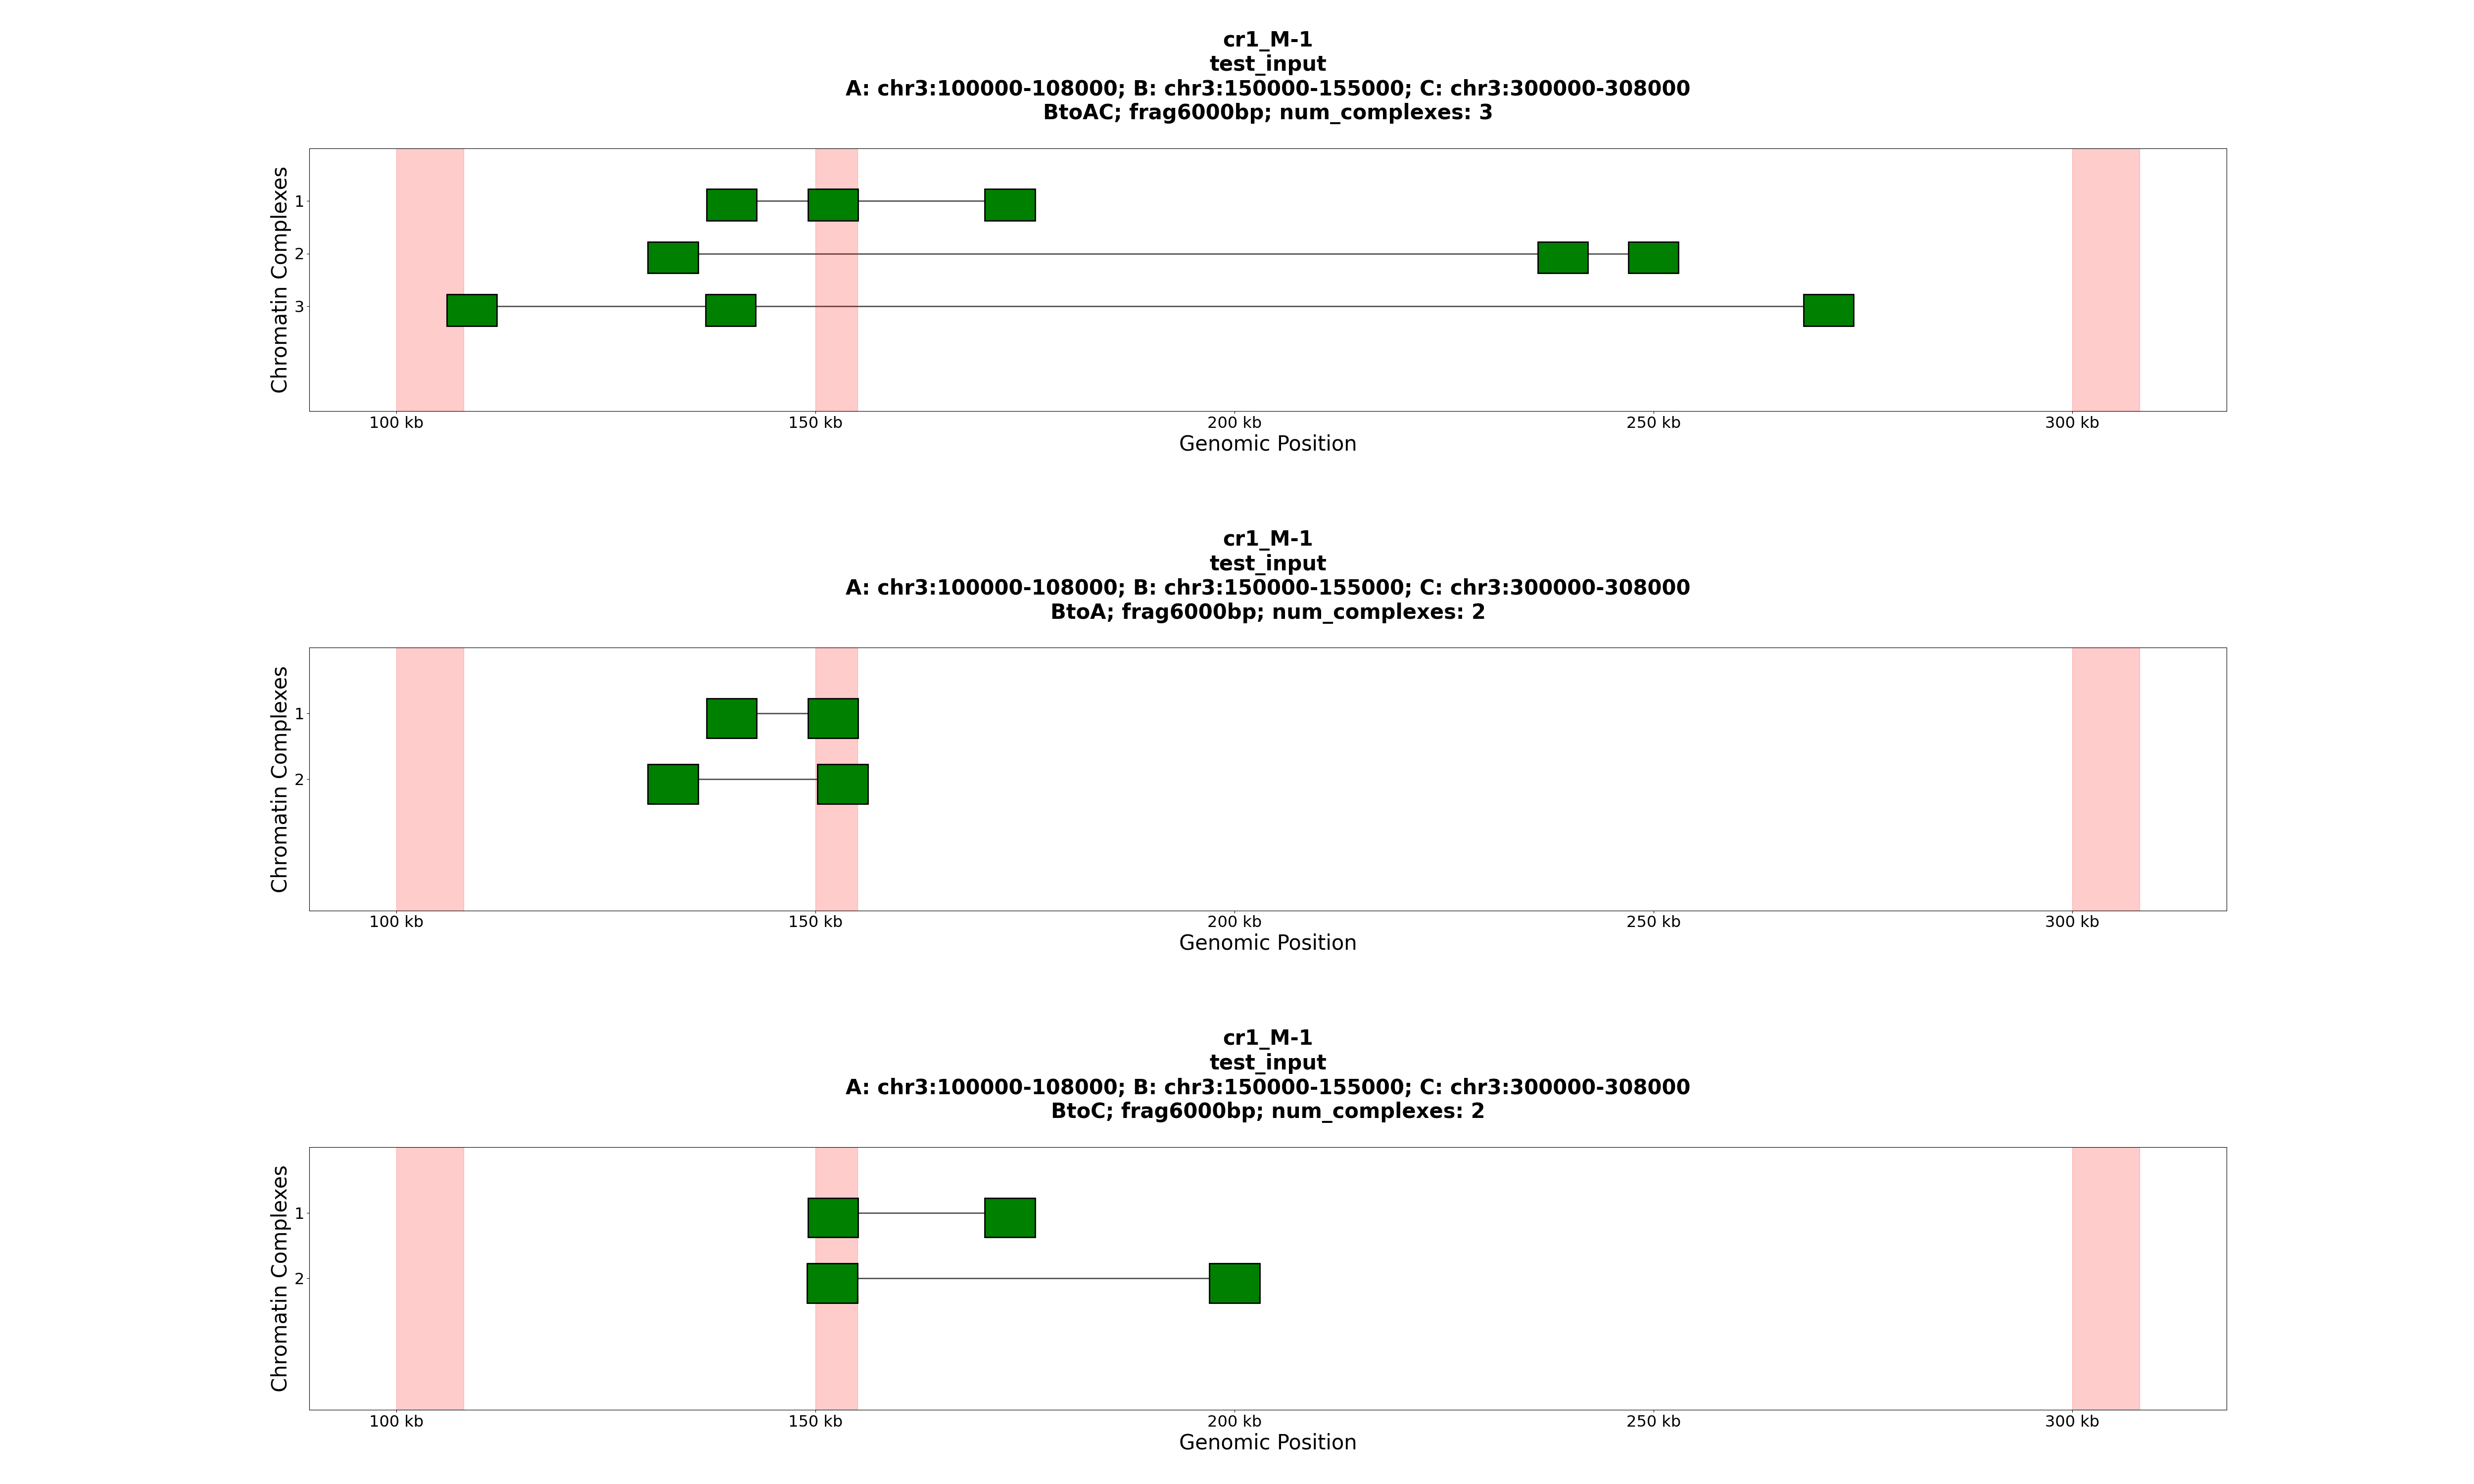 cr1_M-1
test_input
A: chr3:100000-108000; B: chr3:150000-155000; C: chr3:300000-308000
BtoAC; frag6000bp; num_complexes: 3
Chromatin Complexes
1
2
3
100 kb 150 kb 200 kb 250 kb 300 kb
Genomic Position
cr1_M-1
test_input
A: chr3:100000-108000; B: chr3:150000-155000; C: chr3:300000-308000
BtoA; frag6000bp; num_complexes: 2
Chromatin Complexes
1
2
100 kb 150 kb 200 kb 250 kb 300 kb
Genomic Position
cr1_M-1
test_input
A: chr3:100000-108000; B: chr3:150000-155000; C: chr3:300000-308000
BtoC; frag6000bp; num_complexes: 2
Chromatin Complexes
1
2
100 kb 150 kb 200 kb 250 kb 300 kb
Genomic Position